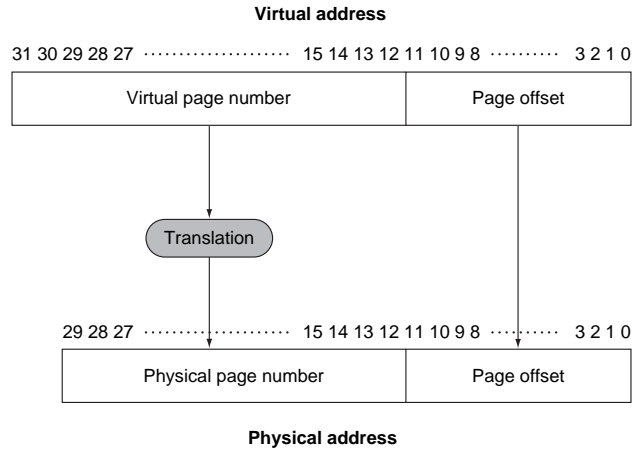 Virtual address
31 30 29 28 27 ····················· 15 14 13 12 11 10 9 8 ·········· 3 2 1 0
Virtual page number Page offset
Translation
29 28 27 ····················· 15 14 13 12 11 10 9 8 ·········· 3 2 1 0
Physical page number Page offset
Physical address